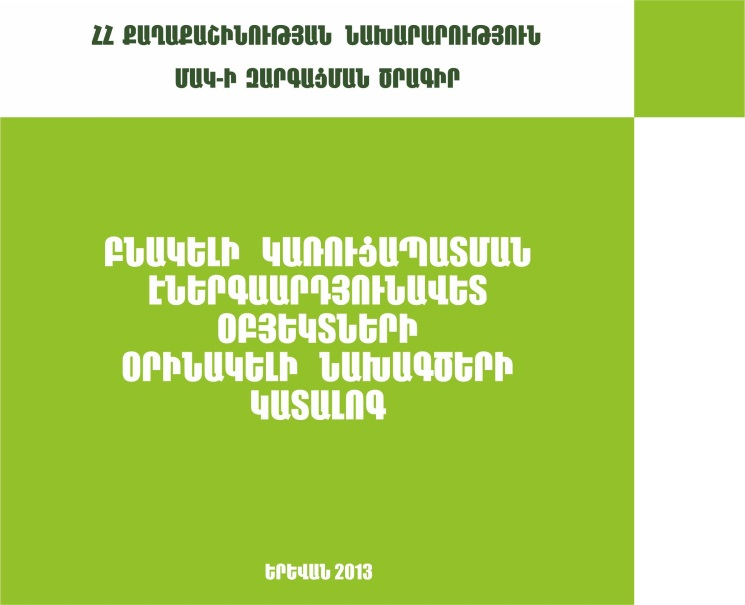 ՀՀ ՔԱՂԱՔԱՇԻՆՈՒԹՅԱՆ ՆԱԽԱՐԱՐՈՒԹՅՈՒՆ
ՄԱԿ-Ի ԶԱՐԳԱՑՄԱՆ ԾՐԱԳԻՐ
ԲՆԱԿԵԼԻ ԿԱՌՈՒՑԱՊԱՏՄԱՆ
ԷՆԵՐԳԱԱՐԴՅՈՒՆԱՎԵՏ
ՕԲՅԵԿՏՆԵՐԻ
ՕՐԻՆԱԿԵԼԻ ՆԱԽԱԳԾԵՐԻ
ԿԱՏԱԼՈԳ
ԵՐԵՎԱՆ 2013